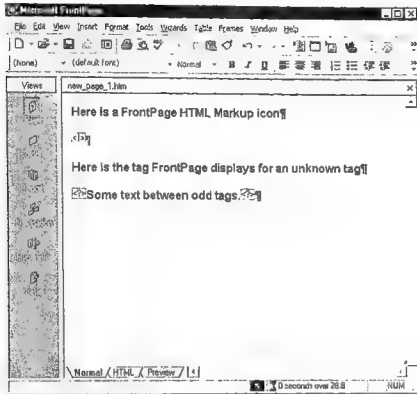 Microsoft FrontPage
File Edit View Insert Format Tools Wizards Table Frames Window Help
(None) (default font) Normal B I U
Views new_page_1.htm
Here is a FrontPage HTML Markup icon¶
<>¶
Here is the tag FrontPage displays for an unknown tag¶
<?>Some text between odd tags.<?>¶
Normal HTML Preview
0 seconds over 28.8 NUM